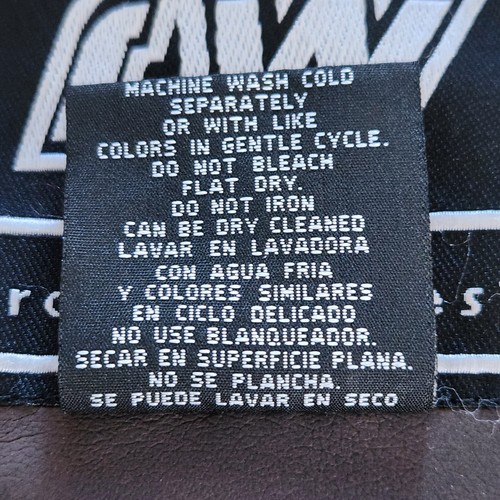 MACHINE WASH COLD
SEPARATELY
OR WITH LIKE
COLORS IN GENTLE CYCLE.
DO NOT BLEACH
FLAT DRY.
DO NOT IRON
CAN BE DRY CLEANED
LAVAR EN LAVADORA
CON AGUA FRIA
Y COLORES SIMILARES
EN CICLO DELICADO
NO USE BLANQUEADOR.
SECAR EN SUPERFICIE PLANA.
NO SE PLANCHA.
SE PUEDE LAVAR EN SECO